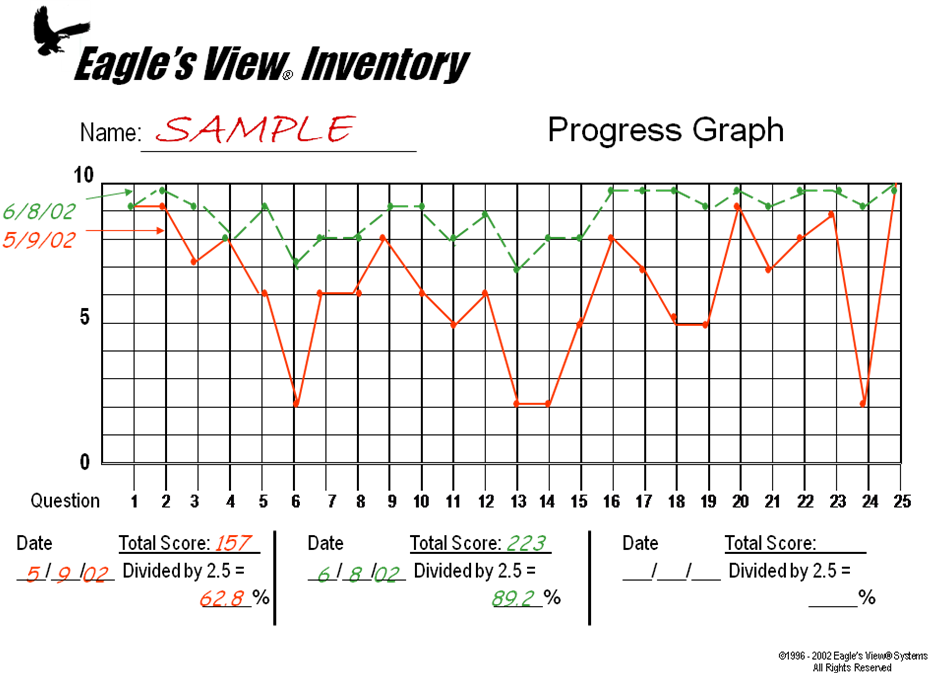 Eagle's View® Inventory
Name: SAMPLE
Progress Graph
10
6/8/02
5/9/02
5
0
Question 1 2 3 4 5 6 7 8 9 10 11 12 13 14 15 16 17 18 19 20 21 22 23 24 25
Date Total Score: 157 Date Total Score: 223 Date Total Score:
5/9/02 Divided by 2.5 = 6/8/02 Divided by 2.5 = __/__/__ Divided by 2.5 =
62.8% 89.2% %
©1996 - 2002 Eagle's View® Systems
All Rights Reserved